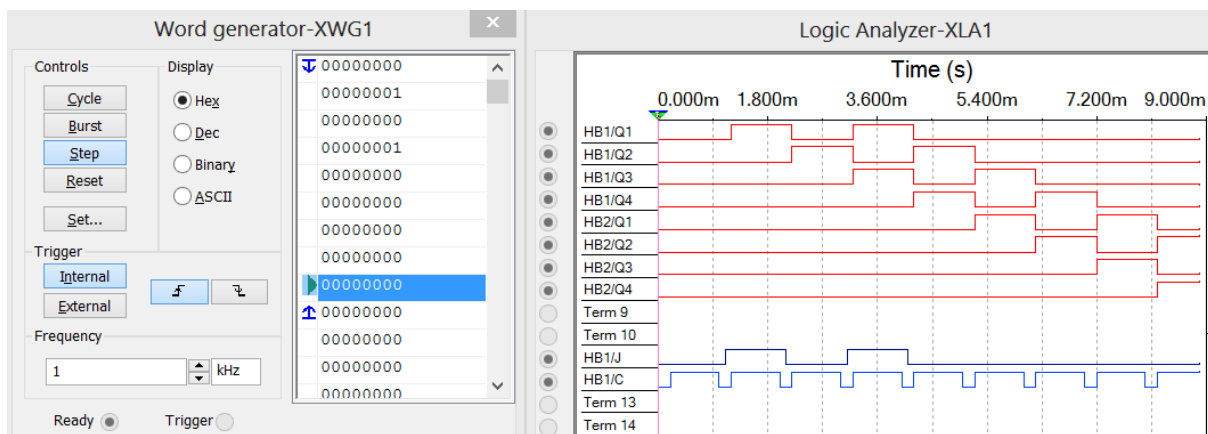 Word generator-XWG1
Controls
Cycle
Burst
Step
Reset
Set...
Display
Hex
Dec
Binary
ASCII
Trigger
Internal
External
Frequency
1 kHz
Ready Trigger
00000000
00000001
00000000
00000001
00000000
00000000
00000000
00000000
00000000
00000000
00000000
00000000
00000000
Logic Analyzer-XLA1
Time (s)
0.000m 1.800m 3.600m 5.400m 7.200m 9.000m
HB1/Q1
HB1/Q2
HB1/Q3
HB1/Q4
HB2/Q1
HB2/Q2
HB2/Q3
HB2/Q4
Term 9
Term 10
HB1/J
HB1/C
Term 13
Term 14